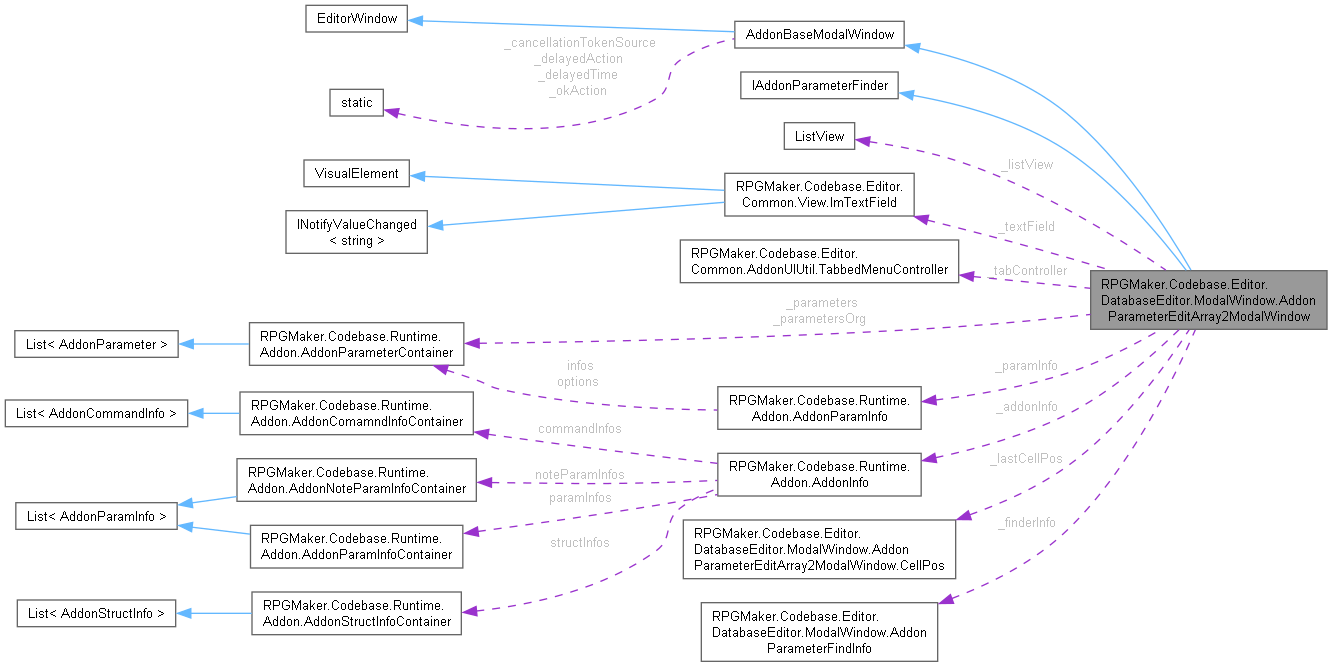 EditorWindow
AddonBaseModalWindow
_cancellationTokenSource
_delayedAction
_delayedTime
_okAction
static
IAddonParameterFinder
ListView
_listView
VisualElement
RPGMaker.Codebase.Editor.
Common.View.ImTextField
INotifyValueChanged
< string >
_textField
RPGMaker.Codebase.Editor.
Common.AddonUIUtil.TabbedMenuController
tabController
RPGMaker.Codebase.Editor.
DatabaseEditor.ModalWindow.Addon
ParameterEditArray2ModalWindow
_parameters
_parametersOrg
List< AddonParameter >
RPGMaker.Codebase.Runtime.
Addon.AddonParameterContainer
infos
options
_paramInfo
RPGMaker.Codebase.Runtime.
Addon.AddonParamInfo
List< AddonCommandInfo >
RPGMaker.Codebase.Runtime.
Addon.AddonComamndInfoContainer
commandInfos
_addonInfo
RPGMaker.Codebase.Runtime.
Addon.AddonInfo
_lastCellPos
RPGMaker.Codebase.Runtime.
Addon.AddonNoteParamInfoContainer
noteParamInfos
paramInfos
List< AddonParamInfo >
RPGMaker.Codebase.Runtime.
Addon.AddonParamInfoContainer
structInfos
_finderInfo
RPGMaker.Codebase.Editor.
DatabaseEditor.ModalWindow.Addon
ParameterEditArray2ModalWindow.CellPos
List< AddonStructInfo >
RPGMaker.Codebase.Runtime.
Addon.AddonStructInfoContainer
RPGMaker.Codebase.Editor.
DatabaseEditor.ModalWindow.Addon
ParameterFindInfo